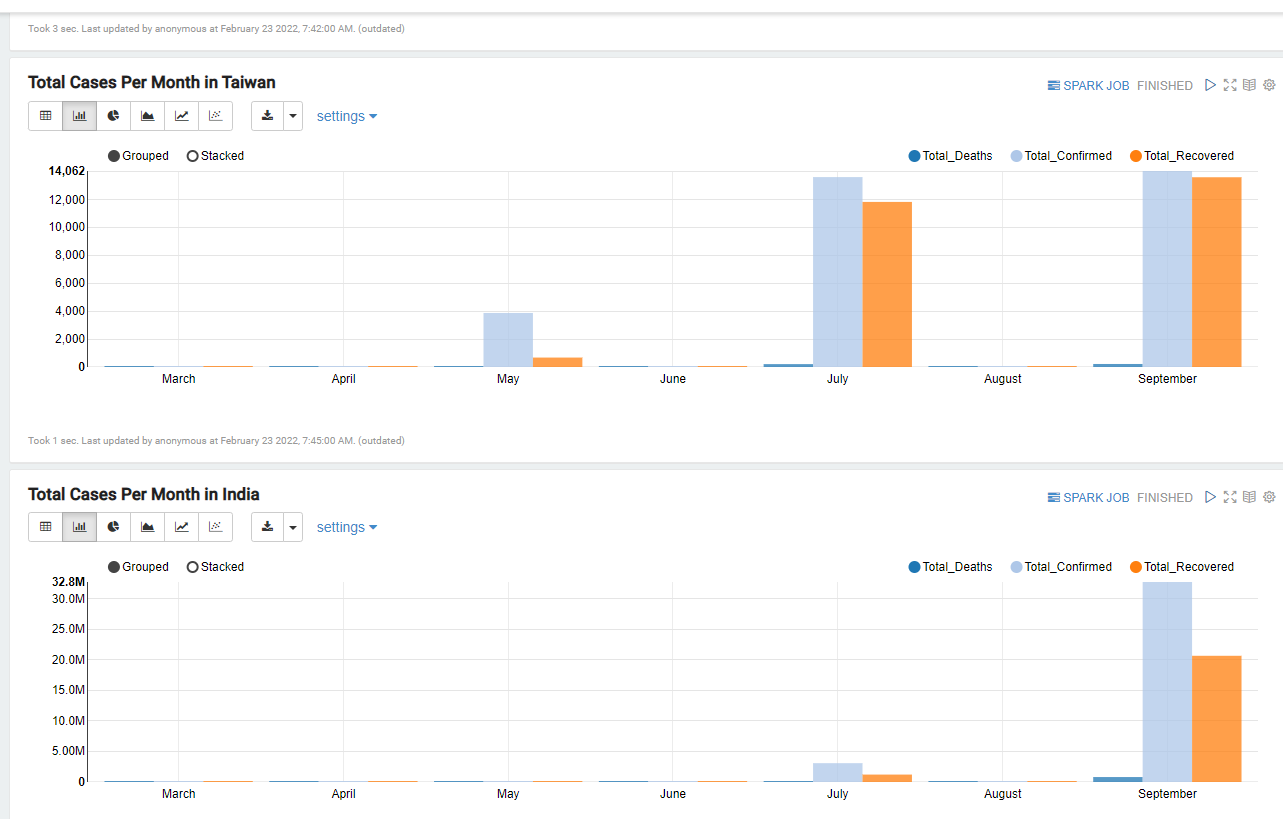 Took 3 sec. Last updated by anonymous at February 23 2022, 7:42:00 AM. (outdated)
Total Cases Per Month in Taiwan
SPARK JOB FINISHED
settings
Grouped Stacked
Total_Deaths Total_Confirmed Total_Recovered
14,062
12,000
10,000
8,000
6,000
4,000
2,000
0
March April May June July August September
Took 1 sec. Last updated by anonymous at February 23 2022, 7:45:00 AM. (outdated)
Total Cases Per Month in India
SPARK JOB FINISHED
settings
Grouped Stacked
Total_Deaths Total_Confirmed Total_Recovered
32.8M
30.0M
25.0M
20.0M
15.0M
10.0M
5.00M
0
March April May June July August September